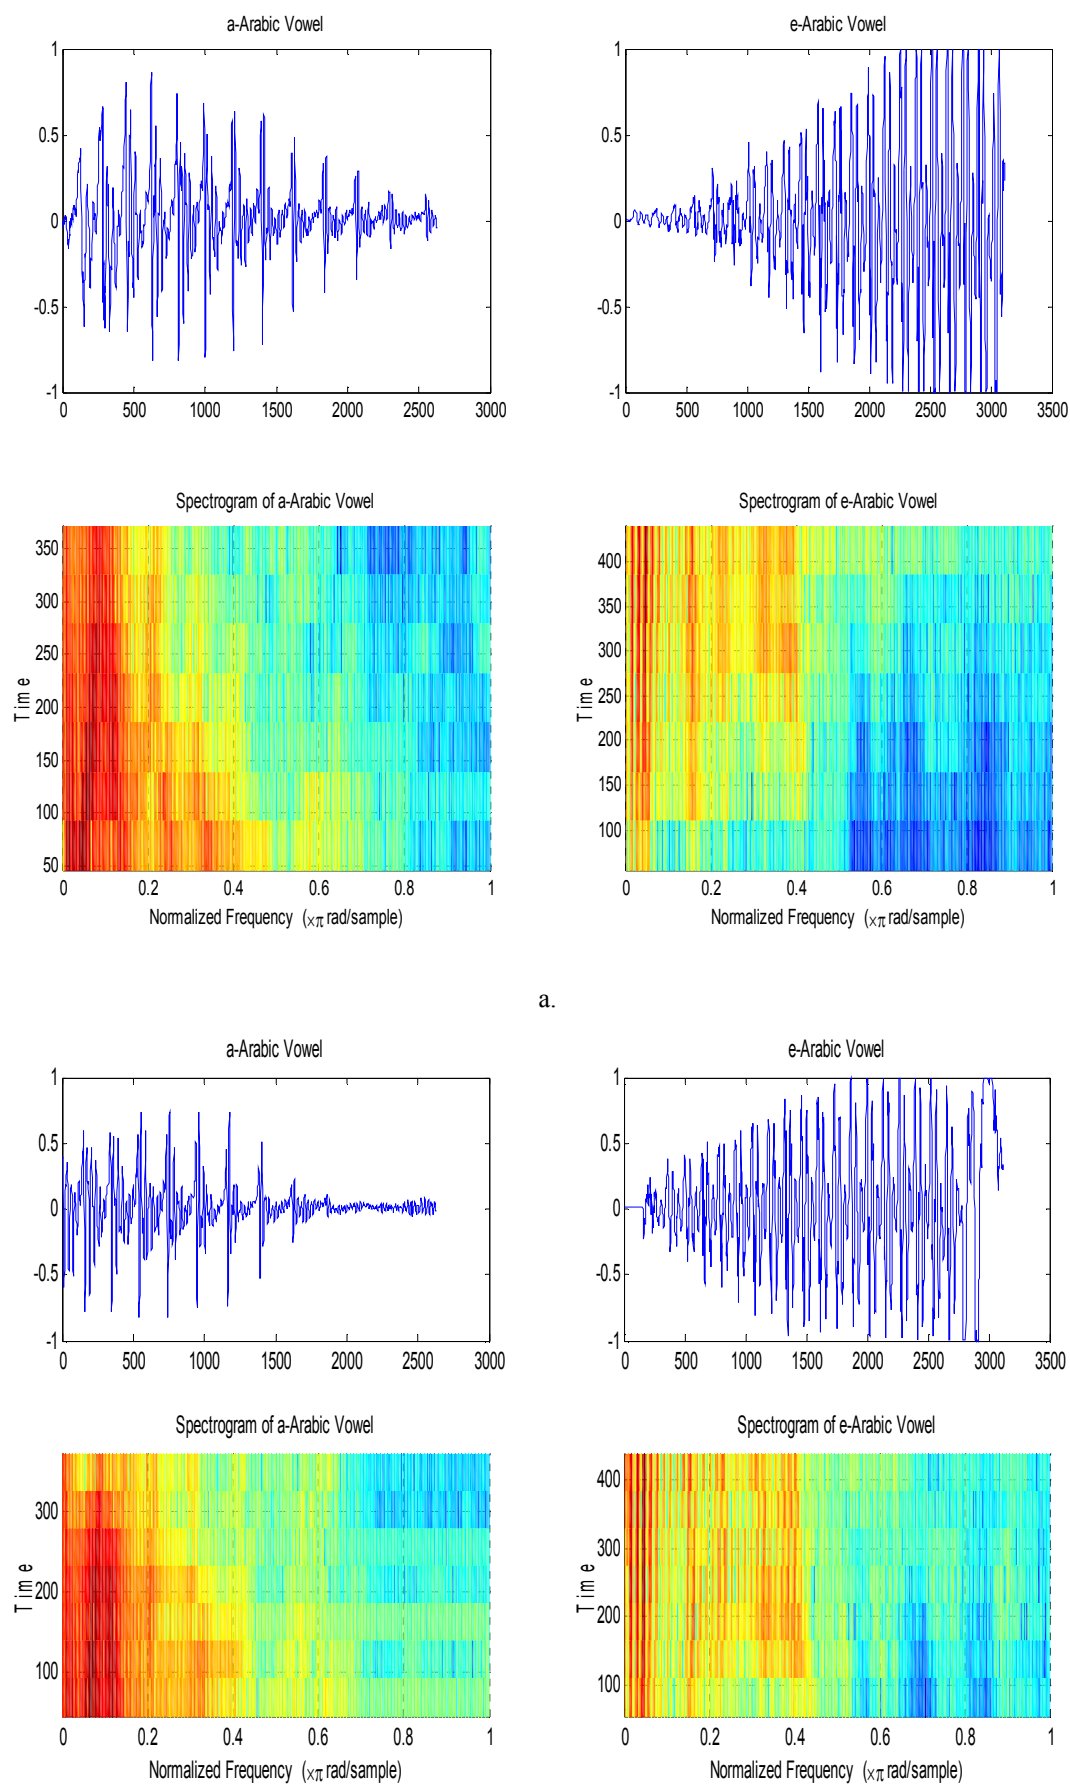 a-Arabic Vowel
1
0.5
0
-0.5
-1
0 500 1000 1500 2000 2500 3000
e-Arabic Vowel
1
0.5
0
-0.5
-1
0 500 1000 1500 2000 2500 3000 3500
Spectrogram of a-Arabic Vowel
350
300
250
200
150
100
50
Time
0 0.2 0.4 0.6 0.8 1
Normalized Frequency (×π rad/sample)
Spectrogram of e-Arabic Vowel
400
350
300
250
200
150
100
Time
0 0.2 0.4 0.6 0.8 1
Normalized Frequency (×π rad/sample)
a.
a-Arabic Vowel
1
0.5
0
-0.5
-1
0 500 1000 1500 2000 2500 3000
e-Arabic Vowel
1
0.5
0
-0.5
-1
0 500 1000 1500 2000 2500 3000 3500
Spectrogram of a-Arabic Vowel
300
200
100
Time
0 0.2 0.4 0.6 0.8 1
Normalized Frequency (×π rad/sample)
Spectrogram of e-Arabic Vowel
400
300
200
100
Time
0 0.2 0.4 0.6 0.8 1
Normalized Frequency (×π rad/sample)